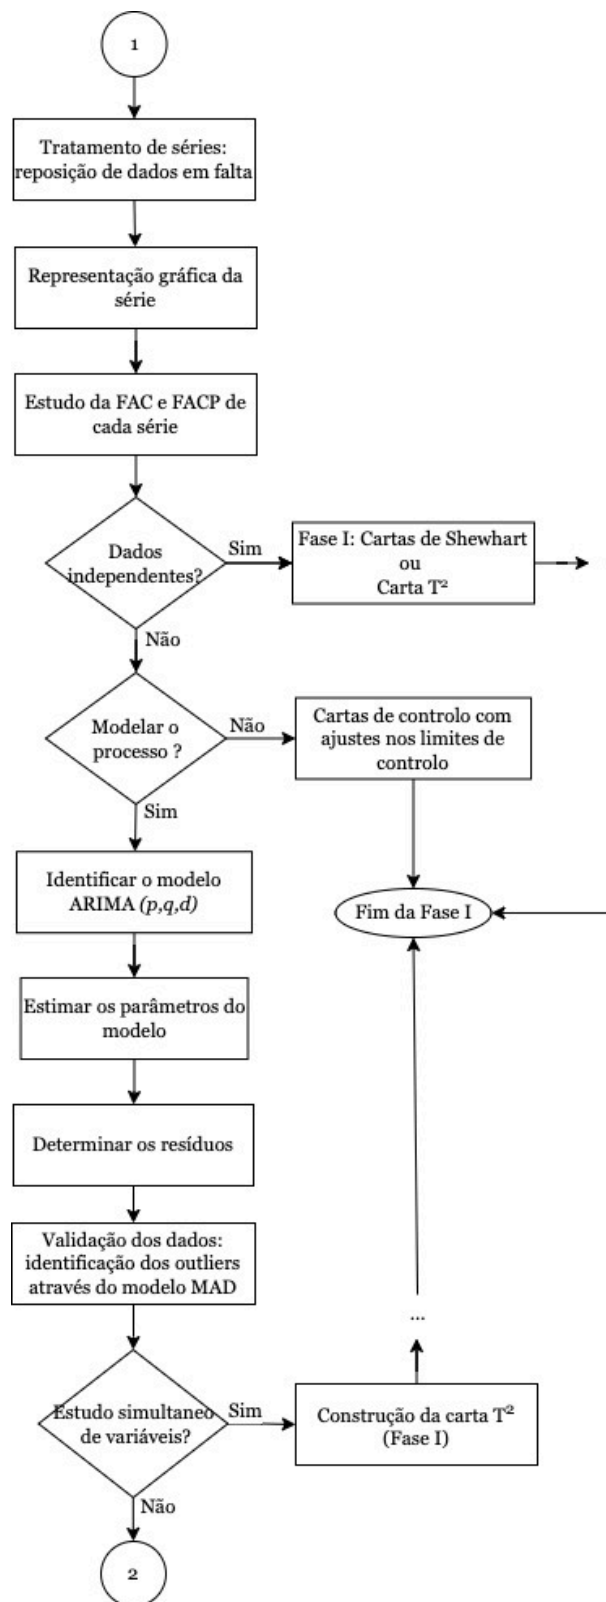 1
Tratamento de séries:
reposição de dados em falta
Representação gráfica da
série
Estudo da FAC e FACP de
cada série
Dados
independentes?
Sim
Fase I: Cartas de Shewhart
ou
Carta T²
Não
Modelar o
processo ?
Não
Cartas de controlo com
ajustes nos limites de
controlo
Sim
Identificar o modelo
ARIMA (p,q,d)
Fim da Fase I
Estimar os parâmetros do
modelo
Determinar os resíduos
Validação dos dados:
identificação dos outliers
através do modelo MAD
...
Estudo simultaneo
de variáveis?
Sim
Construção da carta T²
(Fase I)
Não
2